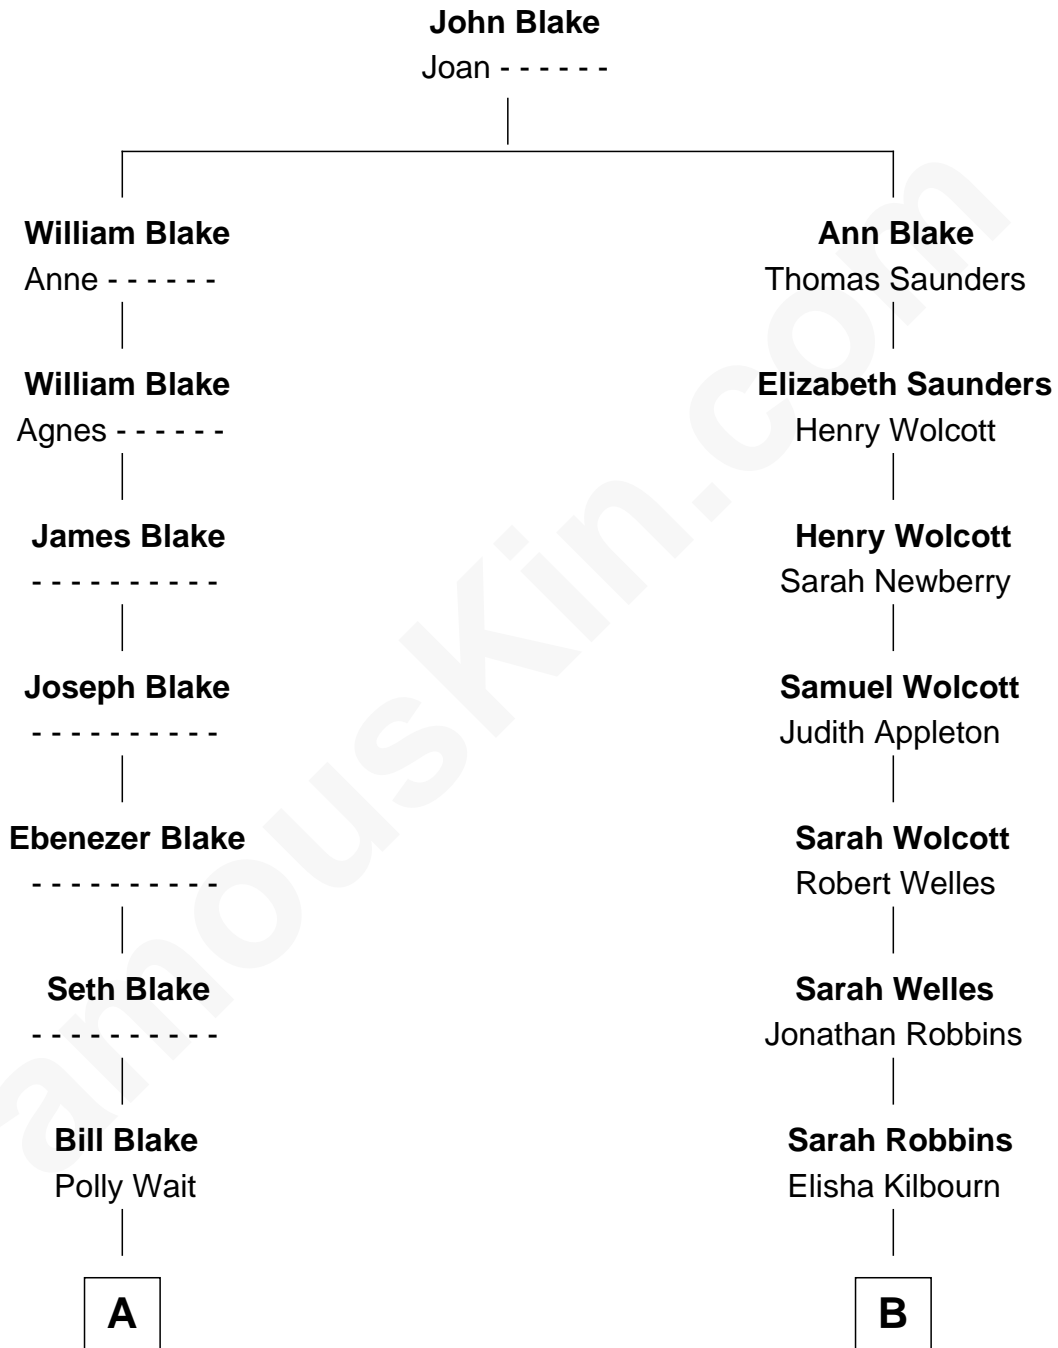 John Blake
Joan - - - - - -
William Blake
Anne - - - - - -
Ann Blake
Thomas Saunders
William Blake
Agnes - - - - - -
Elizabeth Saunders
Henry Wolcott
James Blake
- - - - - - - - - -
Henry Wolcott
Sarah Newberry
Joseph Blake
- - - - - - - - - -
Samuel Wolcott
Judith Appleton
Ebenezer Blake
- - - - - - - - - -
Sarah Wolcott
Robert Welles
Seth Blake
- - - - - - - - - -
Sarah Welles
Jonathan Robbins
Bill Blake
Polly Wait
Sarah Robbins
Elisha Kilbourn
A
B
amousKin.com